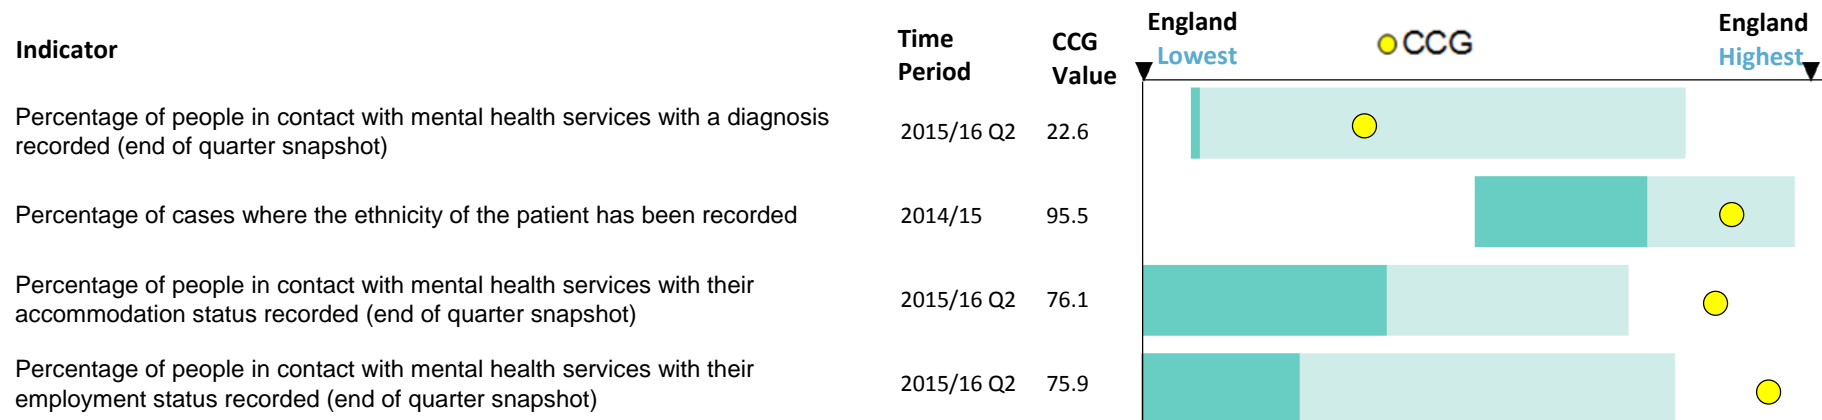 Indicator
Time
Period
CCG
Value
England
Lowest
CCG
England
Highest
Percentage of people in contact with mental health services with a diagnosis
recorded (end of quarter snapshot)
2015/16 Q2
22.6
Percentage of cases where the ethnicity of the patient has been recorded
2014/15
95.5
Percentage of people in contact with mental health services with their
accommodation status recorded (end of quarter snapshot)
2015/16 Q2
76.1
Percentage of people in contact with mental health services with their
employment status recorded (end of quarter snapshot)
2015/16 Q2
75.9